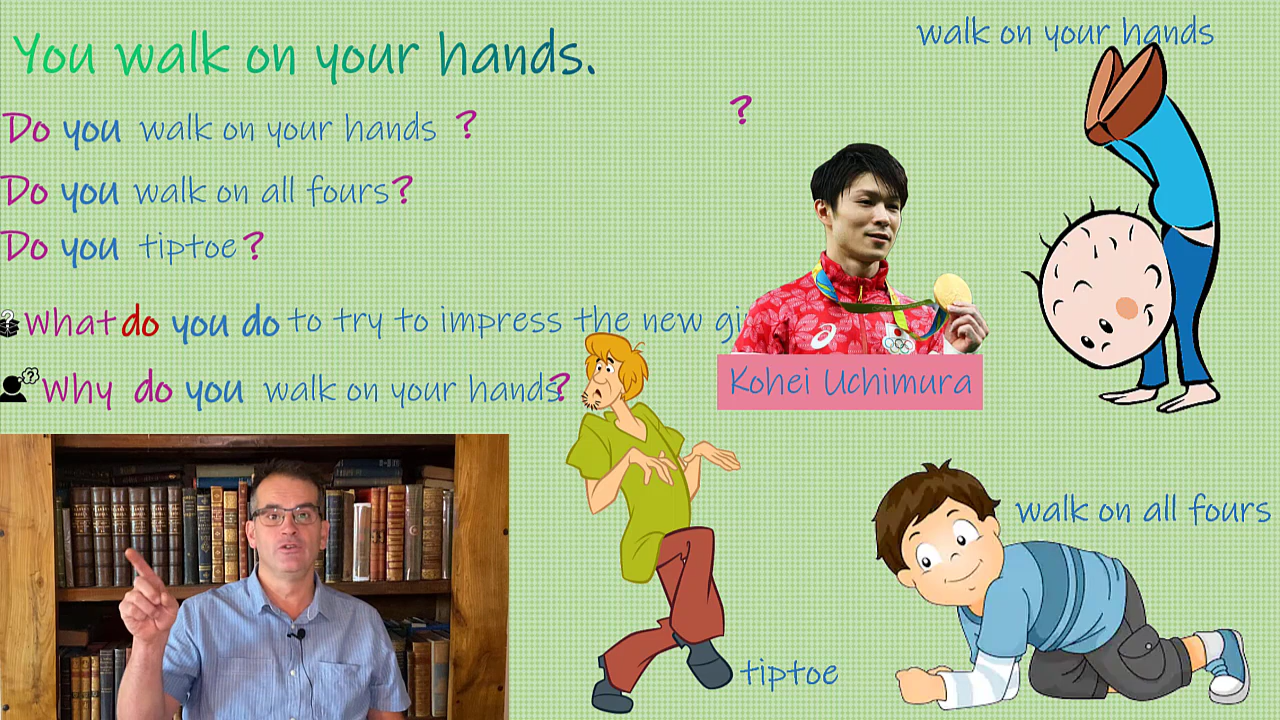 You walk on your hands.
walk on your hands
Do you walk on your hands ?
?
Do you walk on all fours?
Do you tiptoe?
What do you do to try to impress the new gi
Why do you walk on your hands?
Kohei Uchimura
walk on all fours
tiptoe